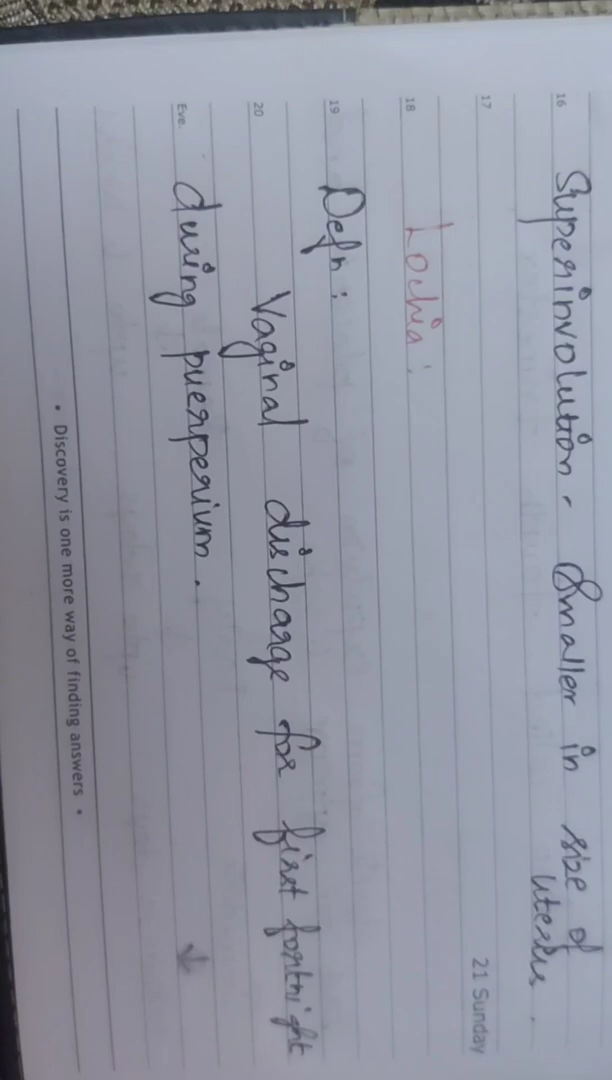 16 Superinvolution - Smaller in size of
uterus.
17 21 Sunday
18 Lochia:
19 Defn:
20 Vaginal discharge for first fortnight
Eve. during puerperium.
• Discovery is one more way of finding answers •